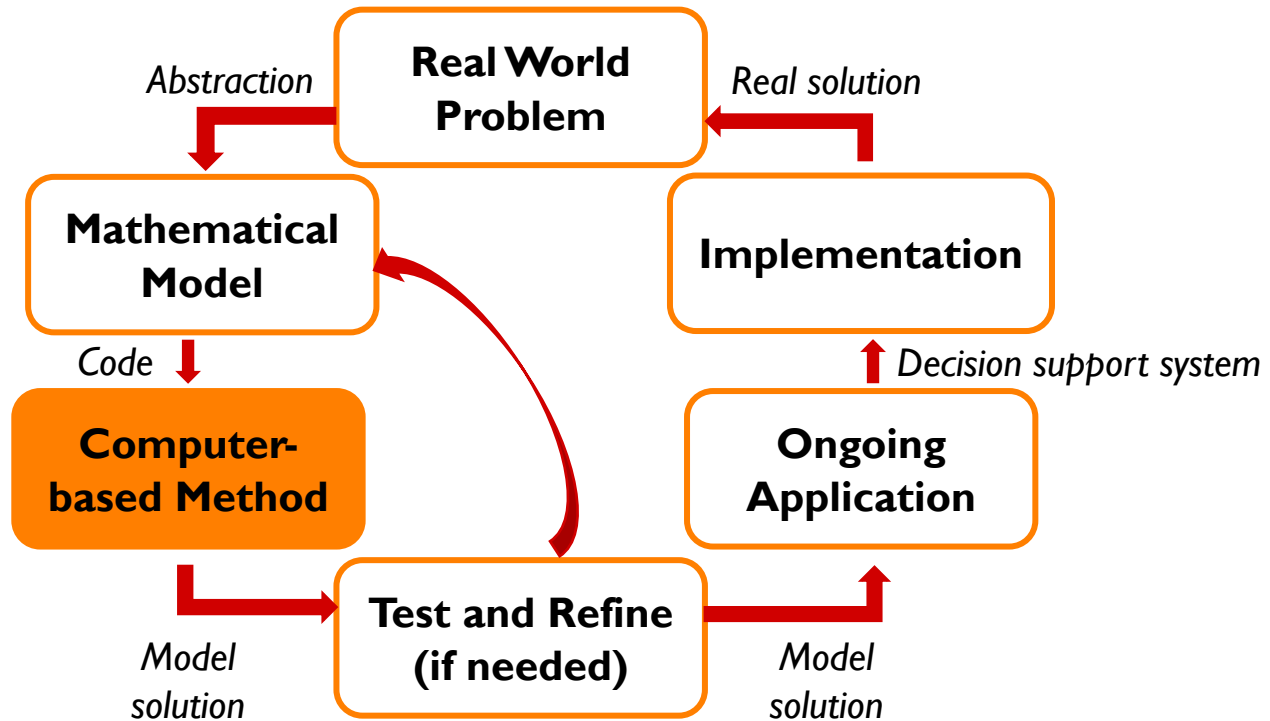 Real World
Problem
Abstraction
Real solution
Mathematical
Model
Implementation
Code
Decision support system
Computer-
based Method
Ongoing
Application
Test and Refine
(if needed)
Model
solution
Model
solution